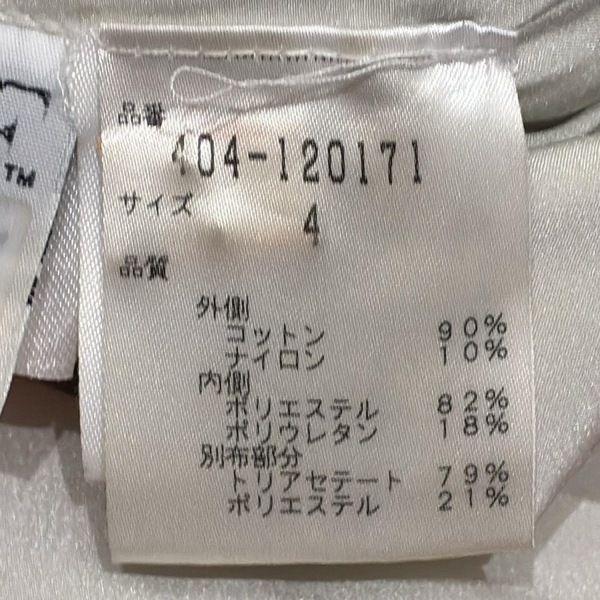 品番
404-120171
サイズ
4
品質
外側
コットン 90%
ナイロン 10%
内側
ポリエステル 82%
ポリウレタン 18%
別布部分
トリアセテート 79%
ポリエステル 21%
A
TM